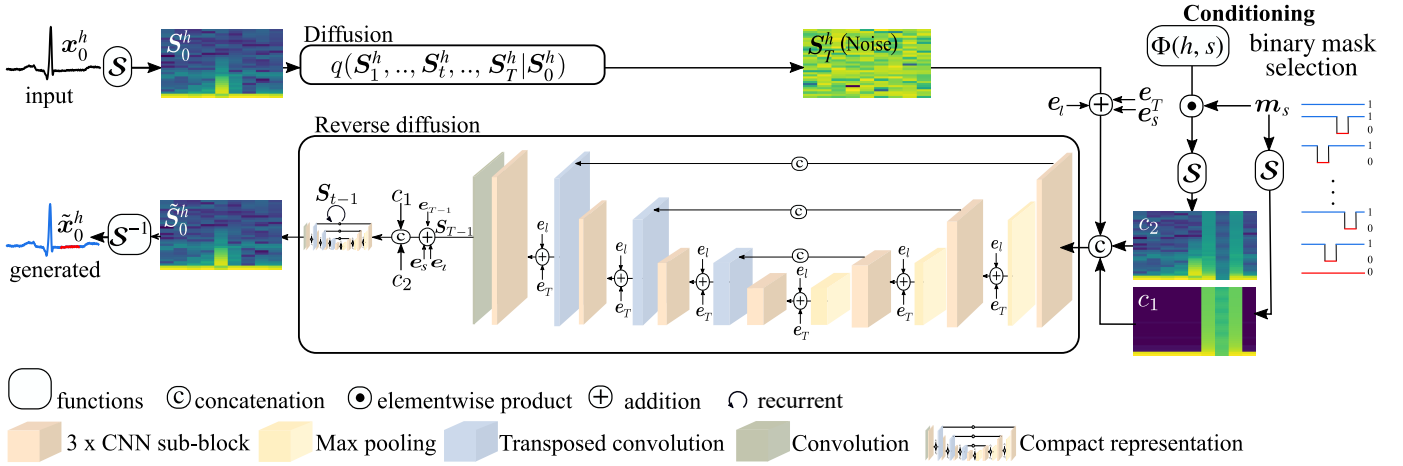 Conditioning
x_0^h
S
input
S_0^h
Diffusion
q(S_1^h, .., S_t^h, .., S_T^h | S_0^h)
S_T^h (Noise)
Φ(h, s)
binary mask
selection
e_l
e_T
e_s
m_s
1
1
0
1
0
1
0
1
0
0
S
S
Reverse diffusion
c
c
c
S_{t-1}
c_1
e_{T-1}
S_{T-1}
c
c_2
e_s e_l
e_l
e_T
e_l
e_T
e_l
e_T
e_l
e_T
e_l
e_T
e_l
e_T
c
c_2
c_1
x̃_0^h
S^{-1}
S̃_0^h
generated
functions
c concatenation
elementwise product
addition
recurrent
3 x CNN sub-block
Max pooling
Transposed convolution
Convolution
Compact representation